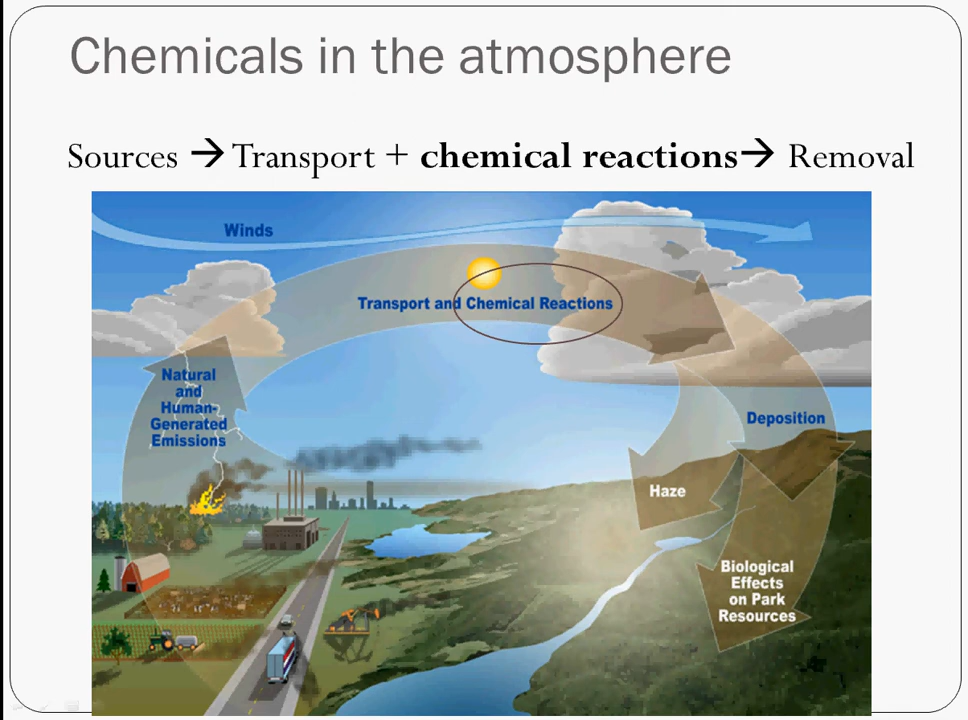 Chemicals in the atmosphere
Sources → Transport + chemical reactions→ Removal
Winds
Transport and Chemical Reactions
Natural
and
Human-
Generated
Emissions
Deposition
Haze
Biological
Effects
on Park
Resources